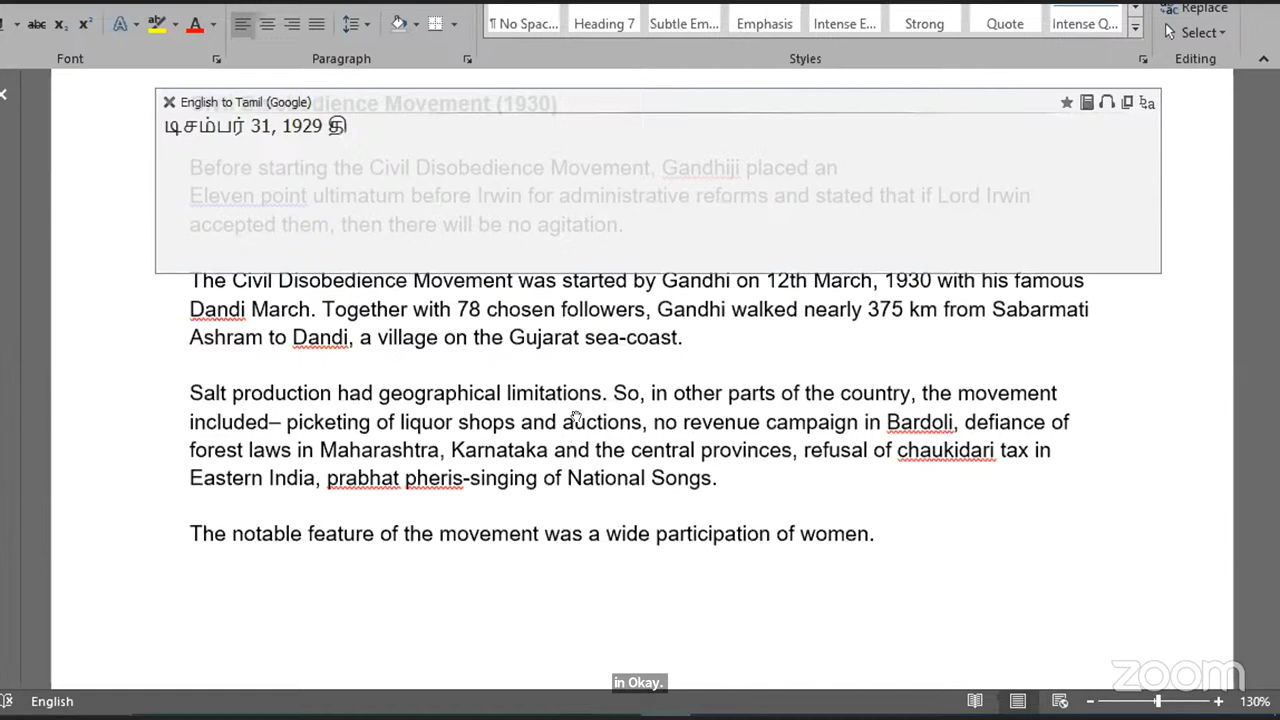 abc x₂ x² A aby A
¶ No Spac... Heading 7 Subtle Em... Emphasis Intense E... Strong Quote Intense Q...
Replace
Select
Font Paragraph Styles Editing
English to Tamil (Google)
டிசம்பர் 31, 1929 தி
Disobedience Movement (1930)
Before starting the Civil Disobedience Movement, Gandhiji placed an
Eleven point ultimatum before Irwin for administrative reforms and stated that if Lord Irwin
accepted them, then there will be no agitation.
The Civil Disobedience Movement was started by Gandhi on 12th March, 1930 with his famous
Dandi March. Together with 78 chosen followers, Gandhi walked nearly 375 km from Sabarmati
Ashram to Dandi, a village on the Gujarat sea-coast.
Salt production had geographical limitations. So, in other parts of the country, the movement
included– picketing of liquor shops and auctions, no revenue campaign in Bardoli, defiance of
forest laws in Maharashtra, Karnataka and the central provinces, refusal of chaukidari tax in
Eastern India, prabhat pheris-singing of National Songs.
The notable feature of the movement was a wide participation of women.
in Okay.
zoom
English
130%